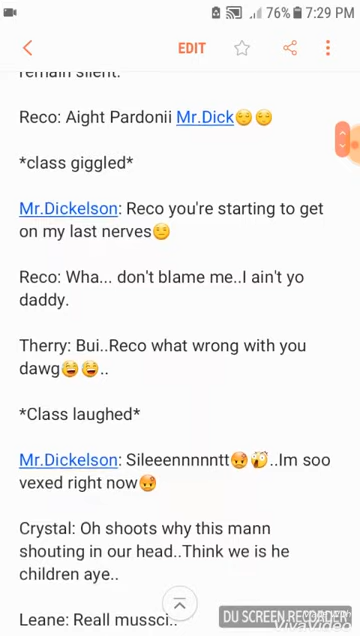 76% 7:29 PM
EDIT
remain silent.
Reco: Aight Pardonii Mr.Dick😌😌
*class giggled*
Mr.Dickelson: Reco you're starting to get
on my last nerves😑
Reco: Wha... don't blame me..I ain't yo
daddy.
Therry: Bui..Reco what wrong with you
dawg😆😆..
*Class laughed*
Mr.Dickelson: Sileeennnnntt😡😲..Im soo
vexed right now😡
Crystal: Oh shoots why this mann
shouting in our head..Think we is he
children aye..
DU SCREEN RECORDER
VivaVideo
Leane: Reall mussci..